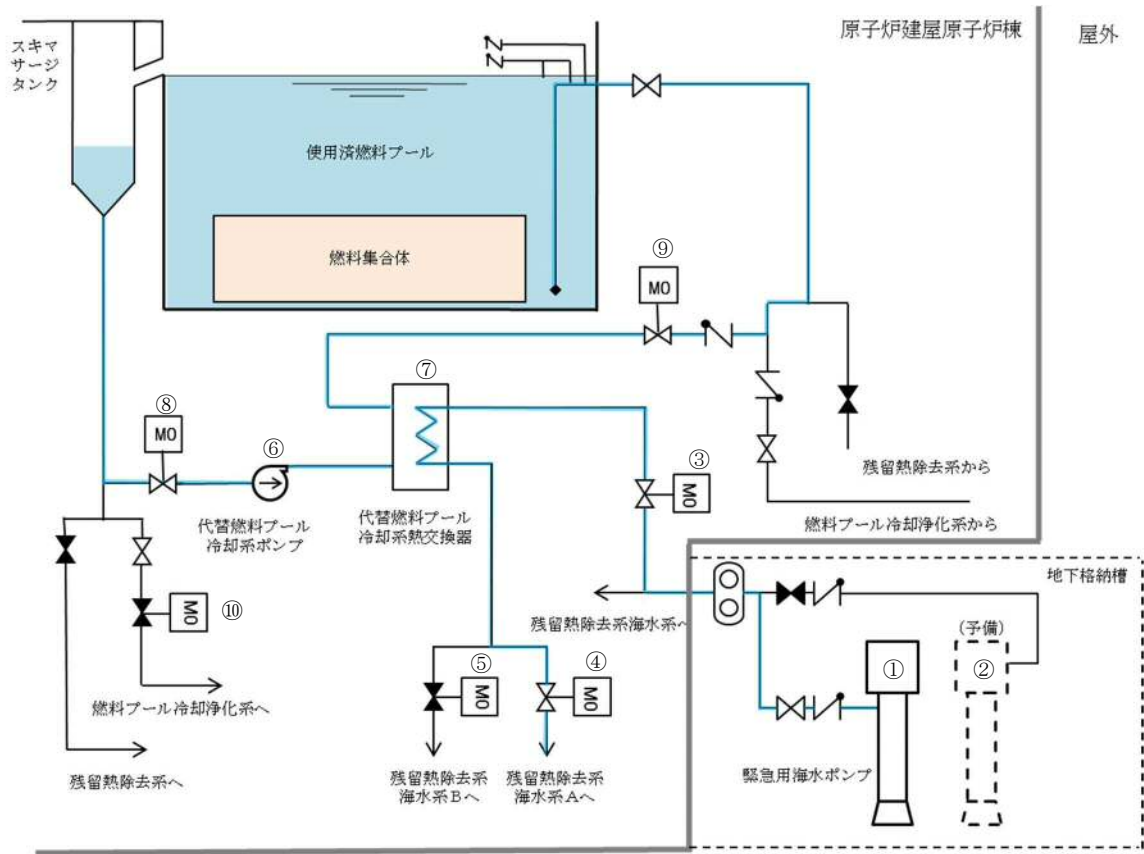 原子炉建屋原子炉棟
屋外
スキマ
サージ
タンク
使用済燃料プール
燃料集合体
⑨
MO
⑦
⑧
MO
⑥
③
MO
残留熱除去系から
代替燃料プール
冷却系ポンプ
代替燃料プール
冷却系熱交換器
燃料プール冷却浄化系から
地下格納槽
MO
⑩
残留熱除去系海水系へ
(予備)
①
②
⑤
MO
④
MO
燃料プール冷却浄化系へ
緊急用海水ポンプ
残留熱除去系へ
残留熱除去系
海水系Bへ
残留熱除去系
海水系Aへ